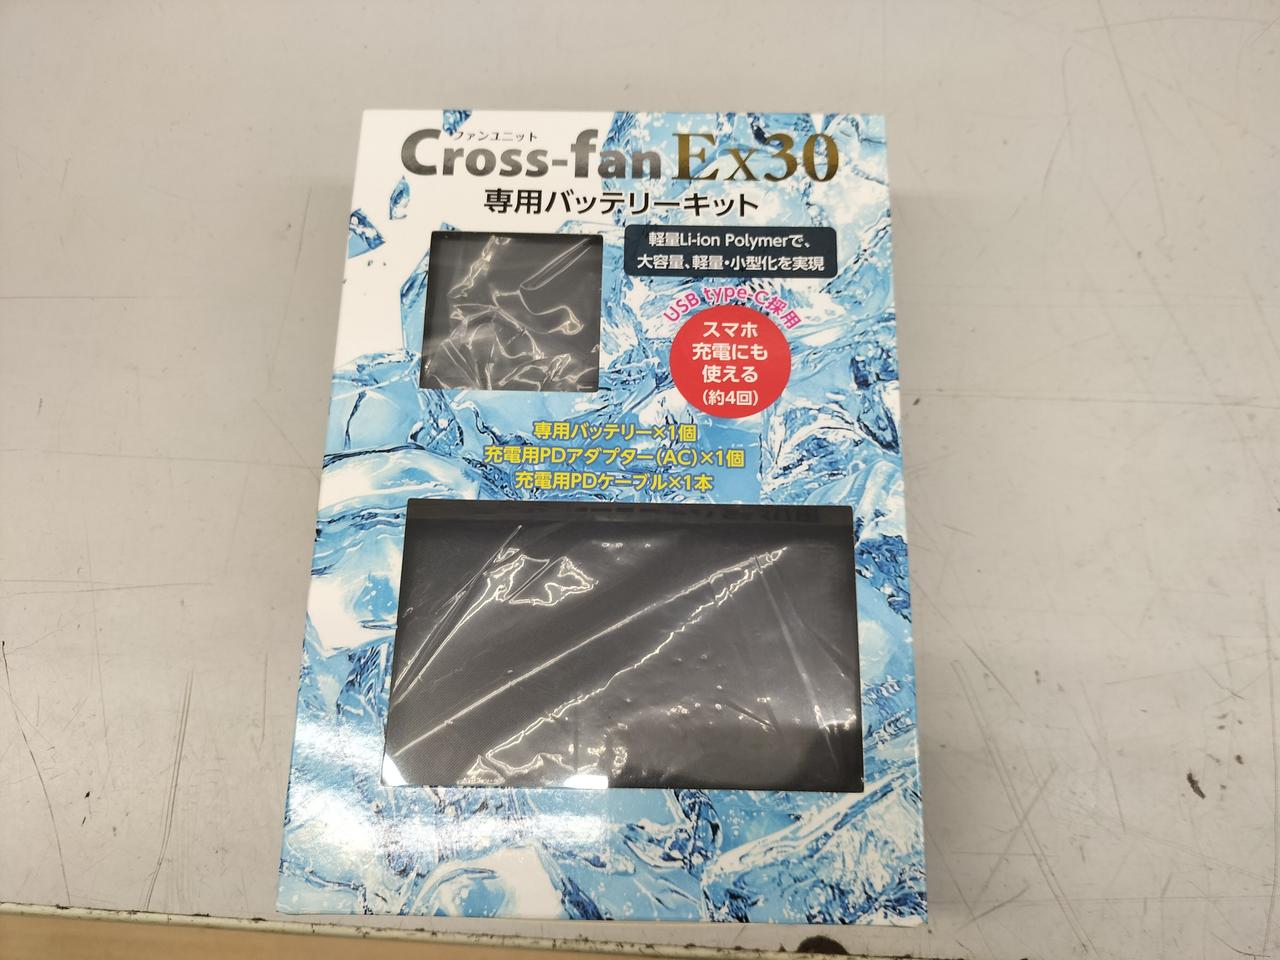 ファンユニット
Cross-fan Ex30
専用バッテリーキット
軽量Li-ion Polymerで、
大容量、軽量・小型化を実現
USB type-C採用
スマホ
充電にも
使える
(約4回)
専用バッテリー×1個
充電用PDアダプター(AC)×1個
充電用PDケーブル×1本